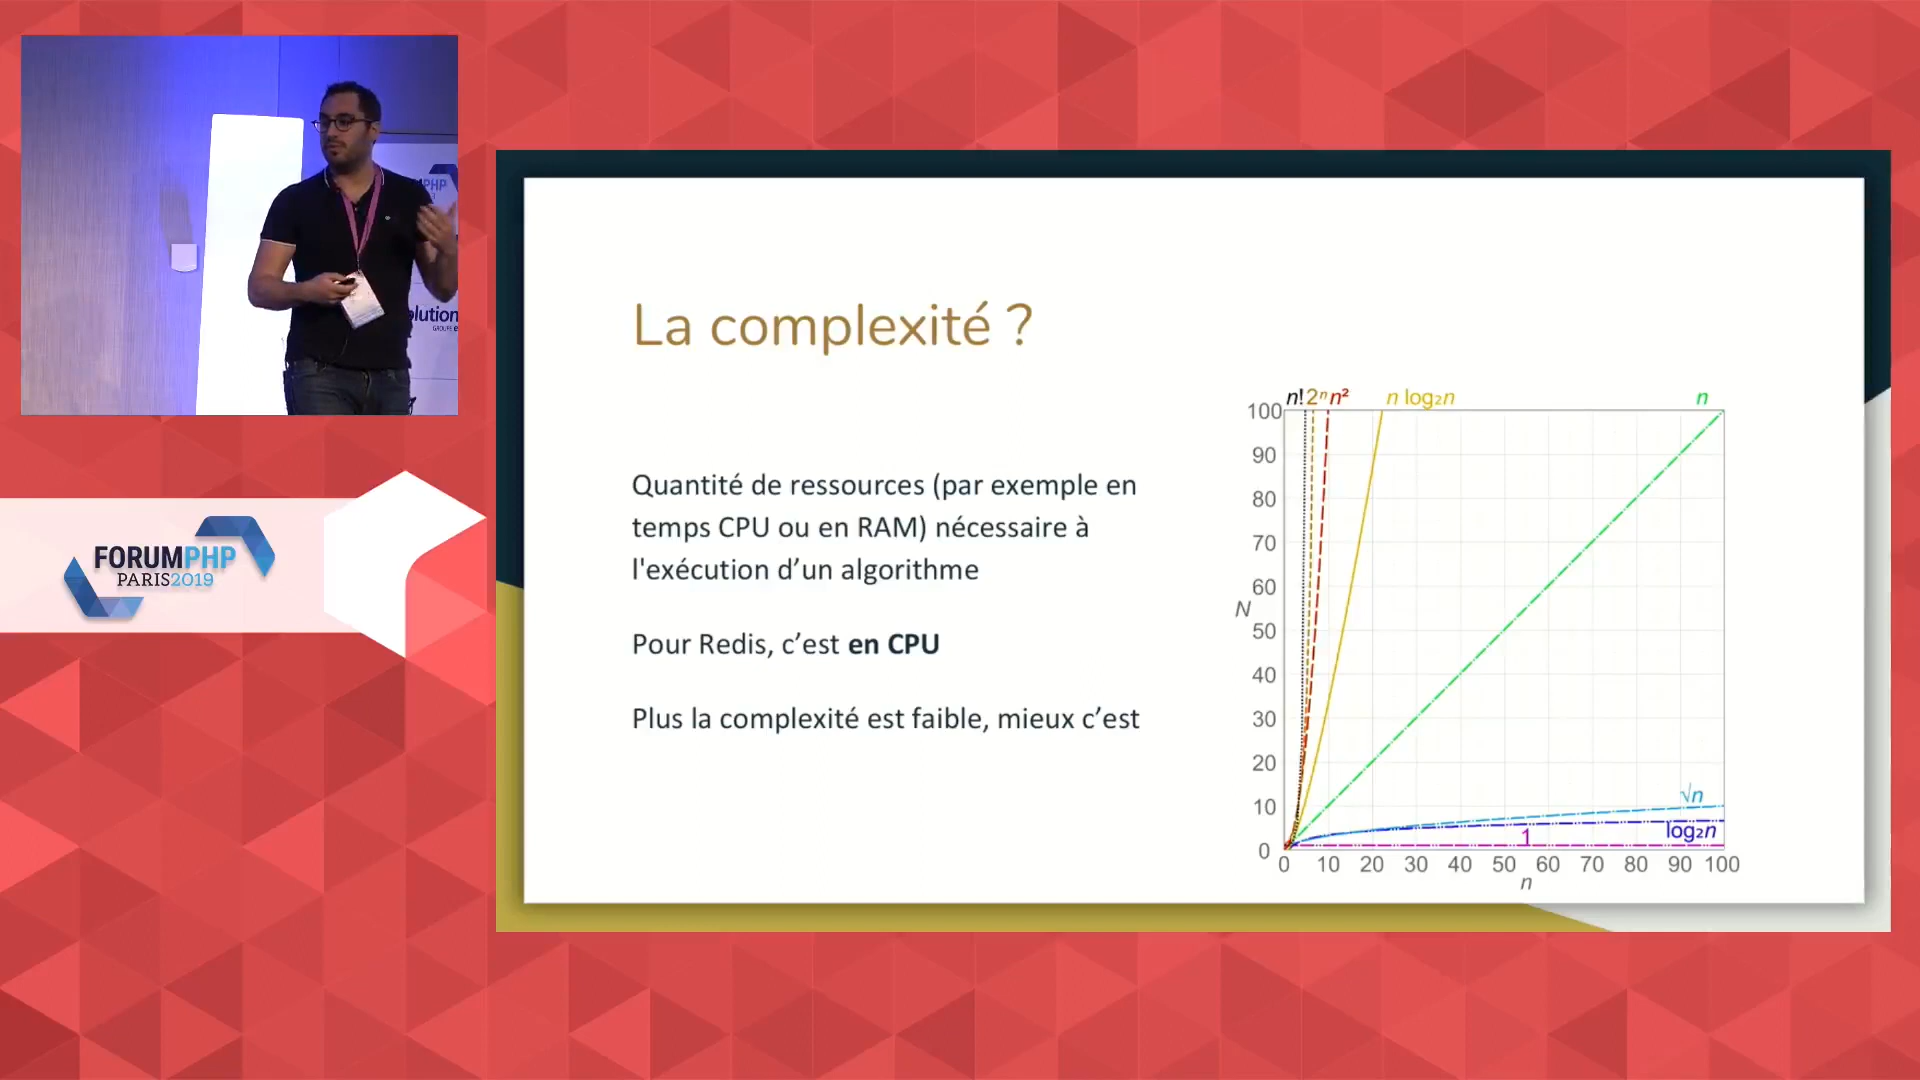 PHP
olution
GROUPE
FORUMPHP
PARIS2019
La complexité ?
Quantité de ressources (par exemple en
temps CPU ou en RAM) nécessaire à
l'exécution d’un algorithme
Pour Redis, c’est en CPU
Plus la complexité est faible, mieux c’est
n! 2ⁿ n² n log₂n n
100
90
80
70
60
N
50
40
30
20
10
0
√n
log₂n
1
0 10 20 30 40 50 60 70 80 90 100
n